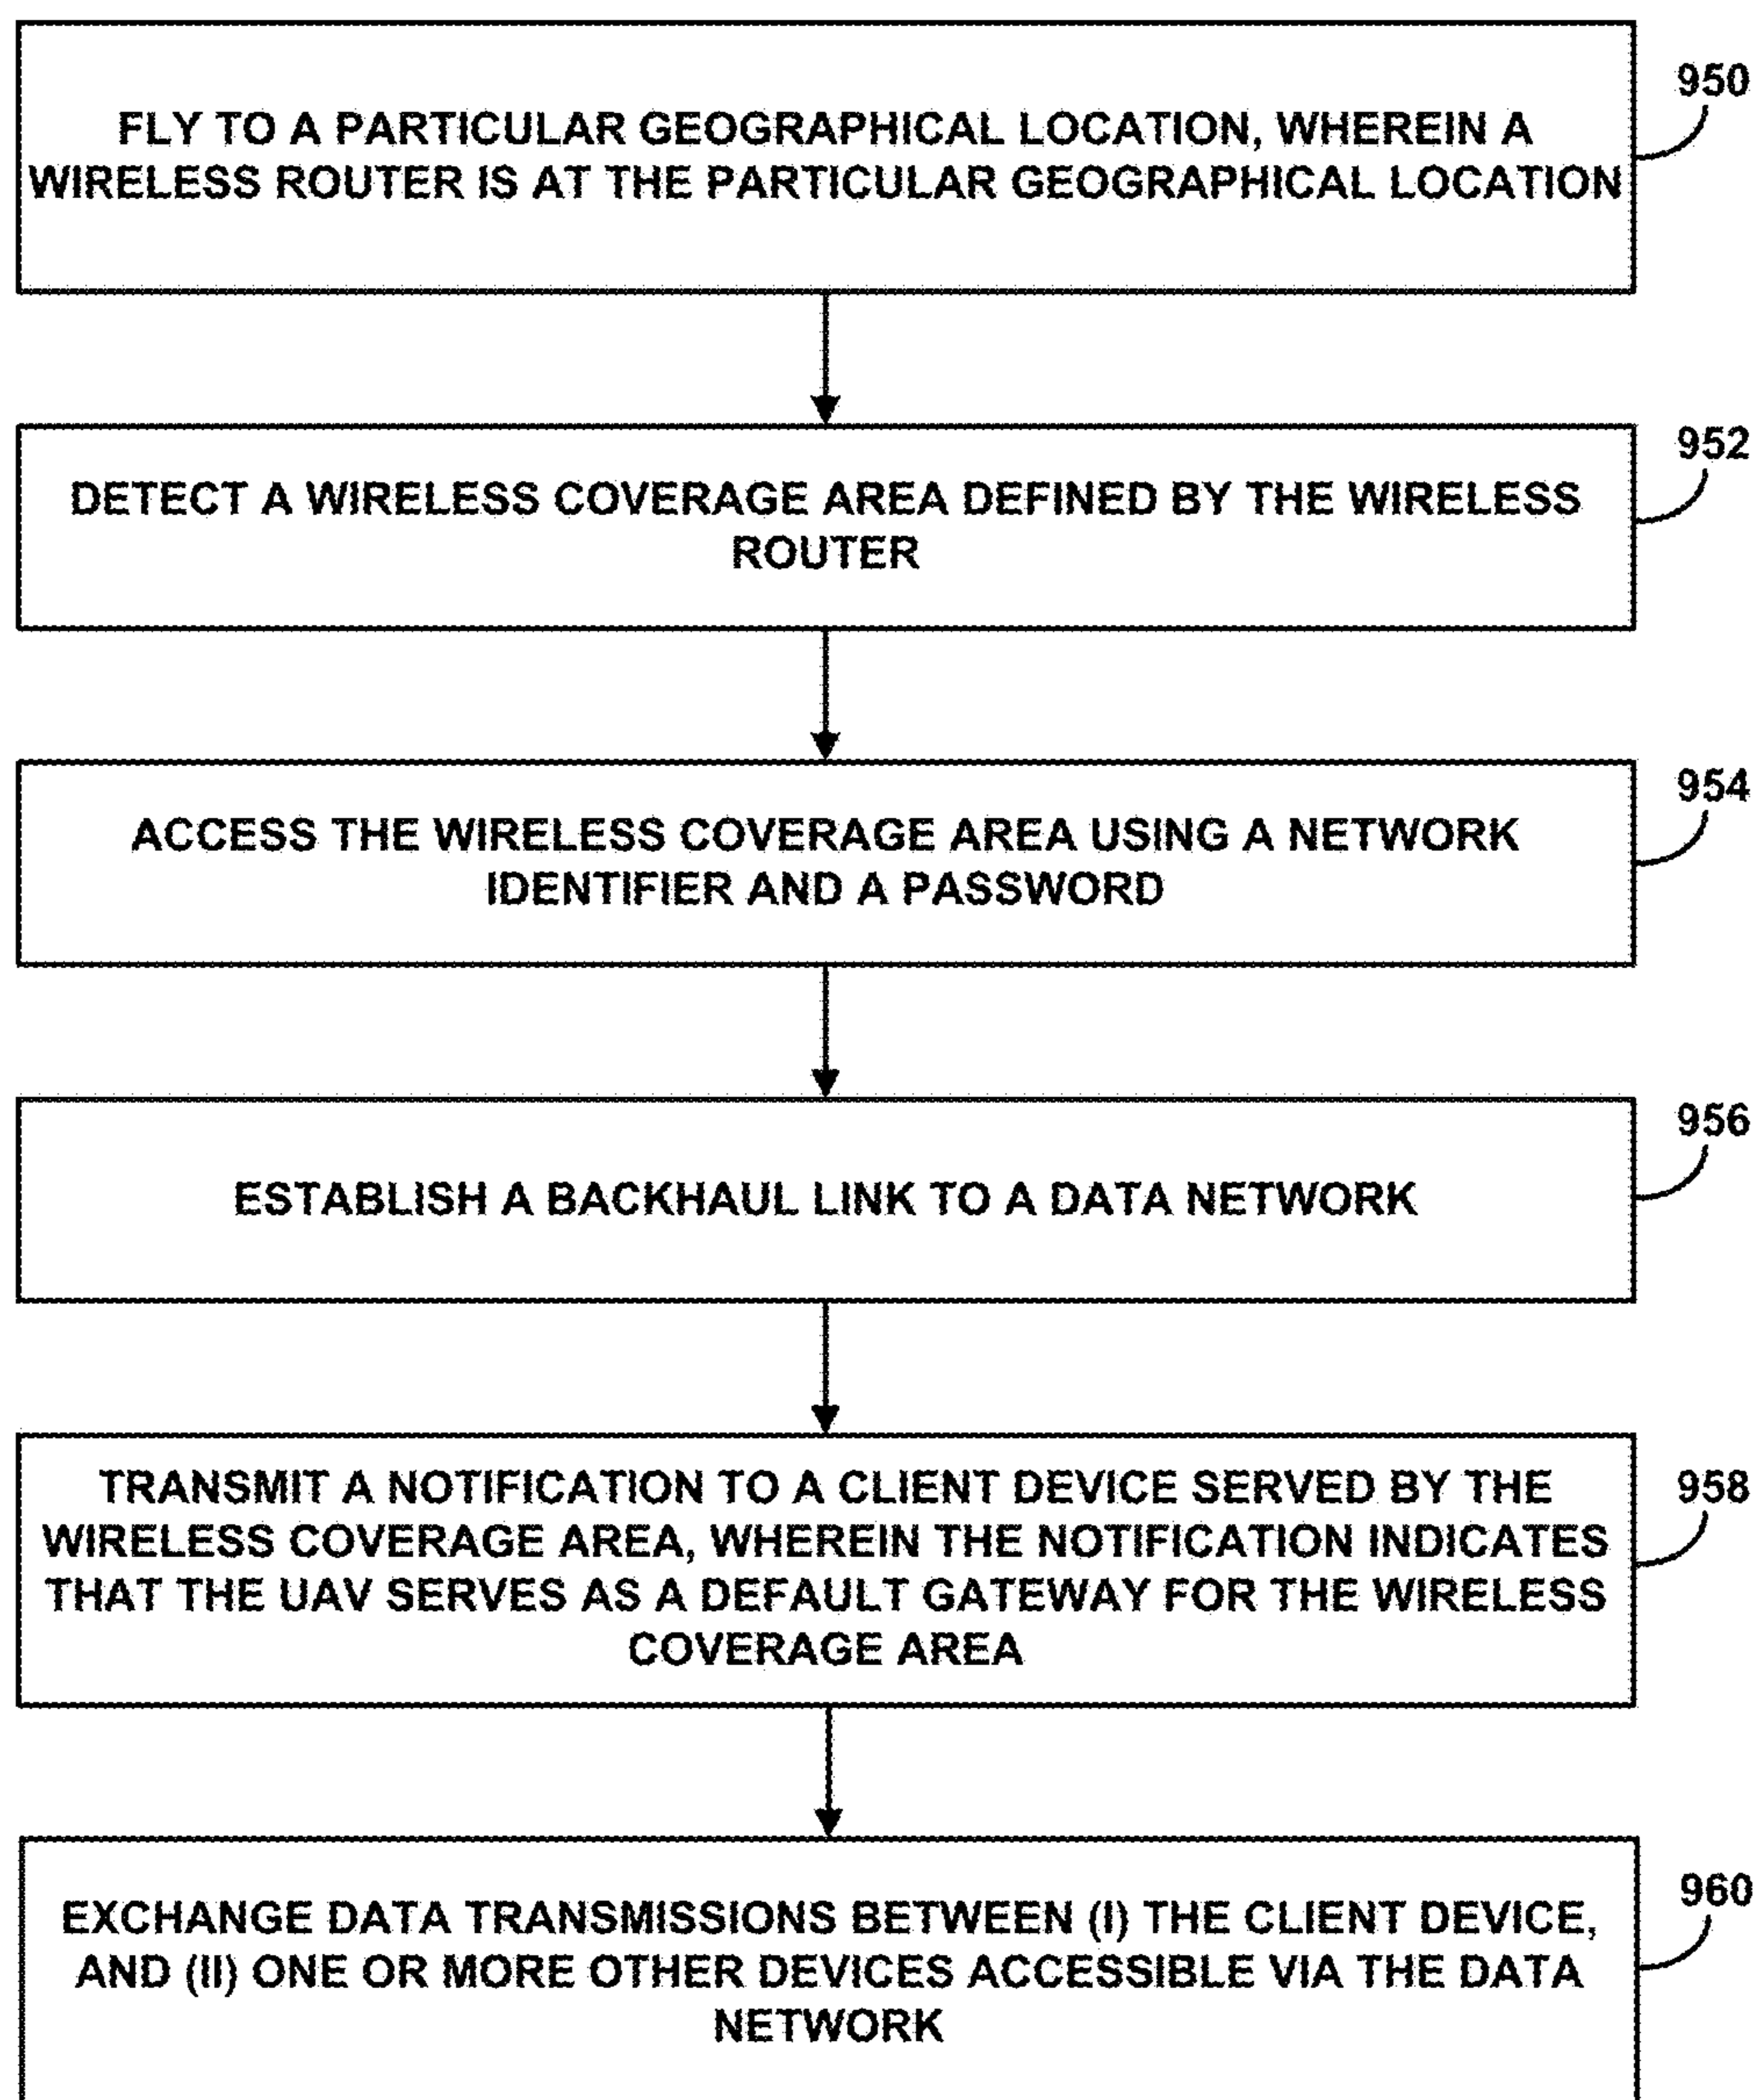 950
FLY TO A PARTICULAR GEOGRAPHICAL LOCATION, WHEREIN A
WIRELESS ROUTER IS AT THE PARTICULAR GEOGRAPHICAL LOCATION
952
DETECT A WIRELESS COVERAGE AREA DEFINED BY THE WIRELESS
ROUTER
954
ACCESS THE WIRELESS COVERAGE AREA USING A NETWORK
IDENTIFIER AND A PASSWORD
956
ESTABLISH A BACKHAUL LINK TO A DATA NETWORK
958
TRANSMIT A NOTIFICATION TO A CLIENT DEVICE SERVED BY THE
WIRELESS COVERAGE AREA, WHEREIN THE NOTIFICATION INDICATES
THAT THE UAV SERVES AS A DEFAULT GATEWAY FOR THE WIRELESS
COVERAGE AREA
960
EXCHANGE DATA TRANSMISSIONS BETWEEN (I) THE CLIENT DEVICE,
AND (II) ONE OR MORE OTHER DEVICES ACCESSIBLE VIA THE DATA
NETWORK